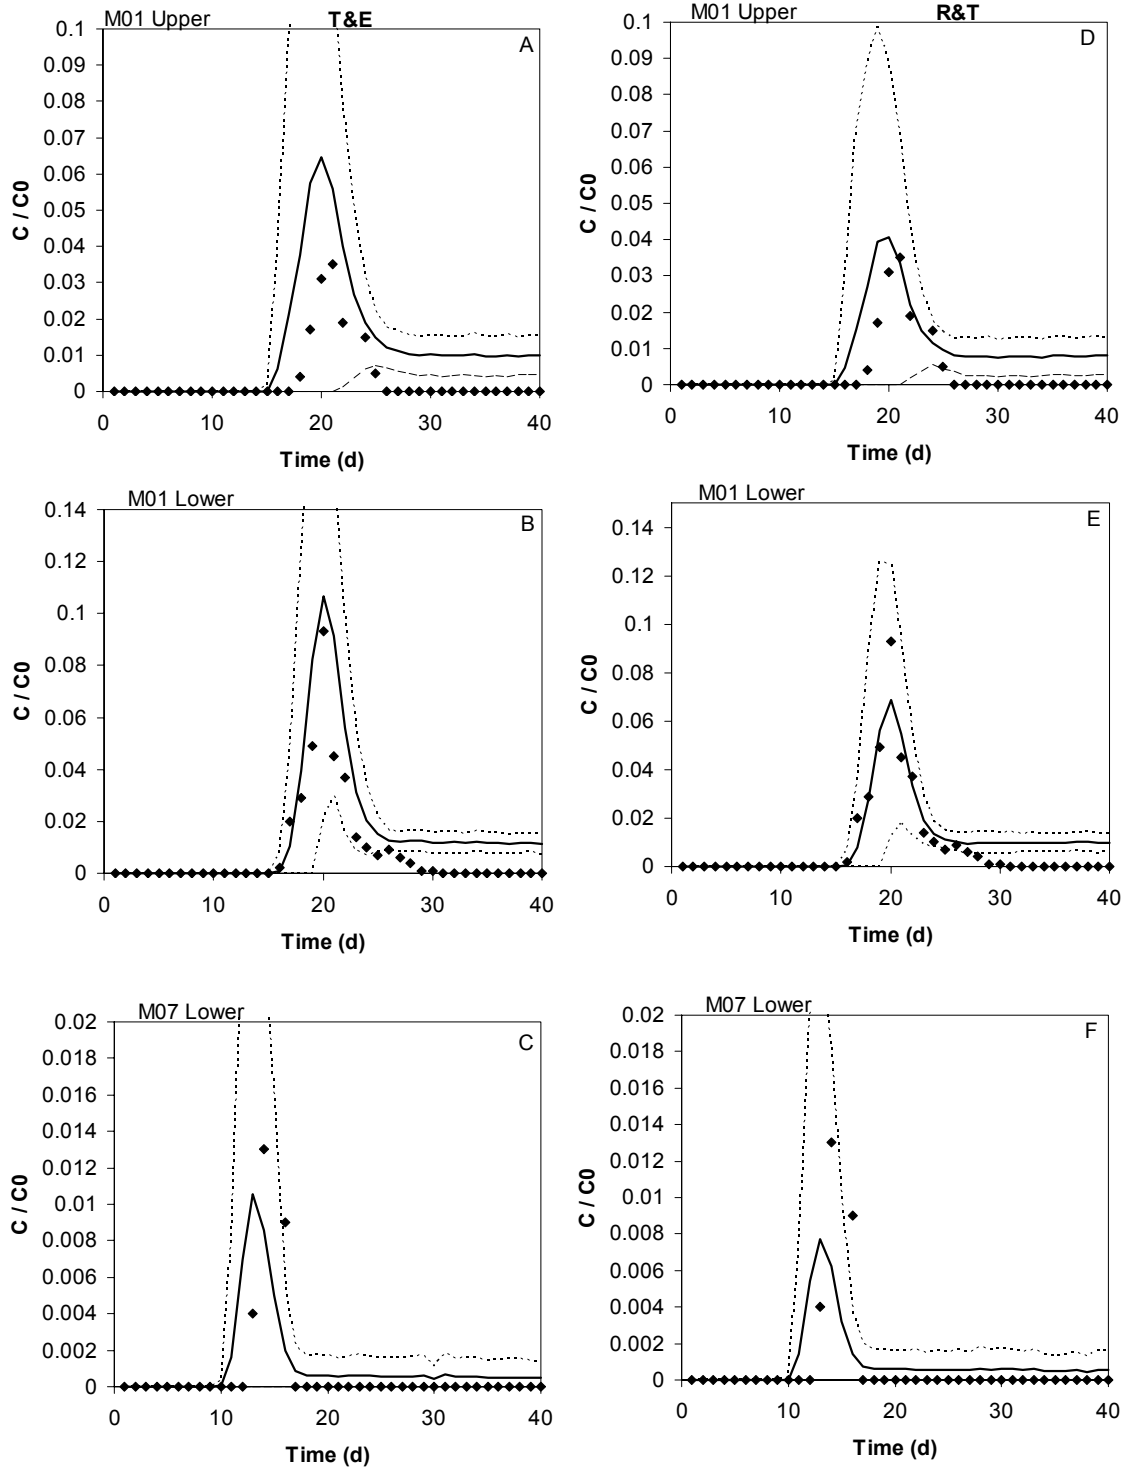 M01 Upper
T&E
A
0.1
0.09
0.08
0.07
0.06
0.05
0.04
0.03
0.02
0.01
0
C / C0
0 10 20 30 40
Time (d)
M01 Upper
R&T
D
0.1
0.09
0.08
0.07
0.06
0.05
0.04
0.03
0.02
0.01
0
C / C0
0 10 20 30 40
Time (d)
M01 Lower
B
0.14
0.12
0.1
0.08
0.06
0.04
0.02
0
C / C0
0 10 20 30 40
Time (d)
M01 Lower
E
0.14
0.12
0.1
0.08
0.06
0.04
0.02
0
C / C0
0 10 20 30 40
Time (d)
M07 Lower
C
0.02
0.018
0.016
0.014
0.012
0.01
0.008
0.006
0.004
0.002
0
C / C0
0 10 20 30 40
Time (d)
M07 Lower
F
0.02
0.018
0.016
0.014
0.012
0.01
0.008
0.006
0.004
0.002
0
C / C0
0 10 20 30 40
Time (d)